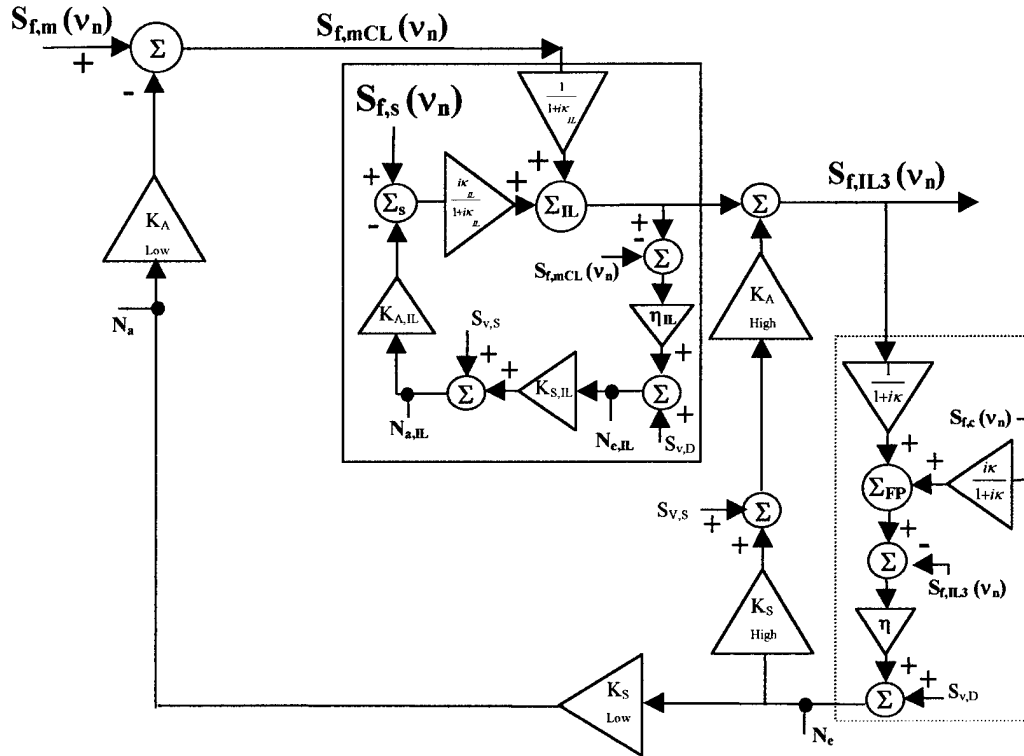 S_{f,m}(ν_n)
+
Σ
-
S_{f,mCL}(ν_n)
1/(1+iκ_{IL})
S_{f,s}(ν_n)
+
Σ_S
-
iκ_{IL}/(1+iκ_{IL})
+
+
Σ_{IL}
+
-
S_{f,mCL}(ν_n)
Σ
η_{IL}
+
Σ
+
S_{v,D}
N_{e,IL}
K_{S,IL}
+
S_{v,S}
+
Σ
N_{a,IL}
K_{A,IL}
+
Σ
+
S_{f,IL3}(ν_n)
K_A
High
K_A
Low
N_a
1/(1+iκ)
S_{f,c}(ν_n)
+
+
Σ_{FP}
iκ/(1+iκ)
+
-
Σ
S_{f,IL3}(ν_n)
η
+
+
Σ
S_{v,D}
S_{V,S}
+
Σ
+
K_S
High
K_S
Low
N_e